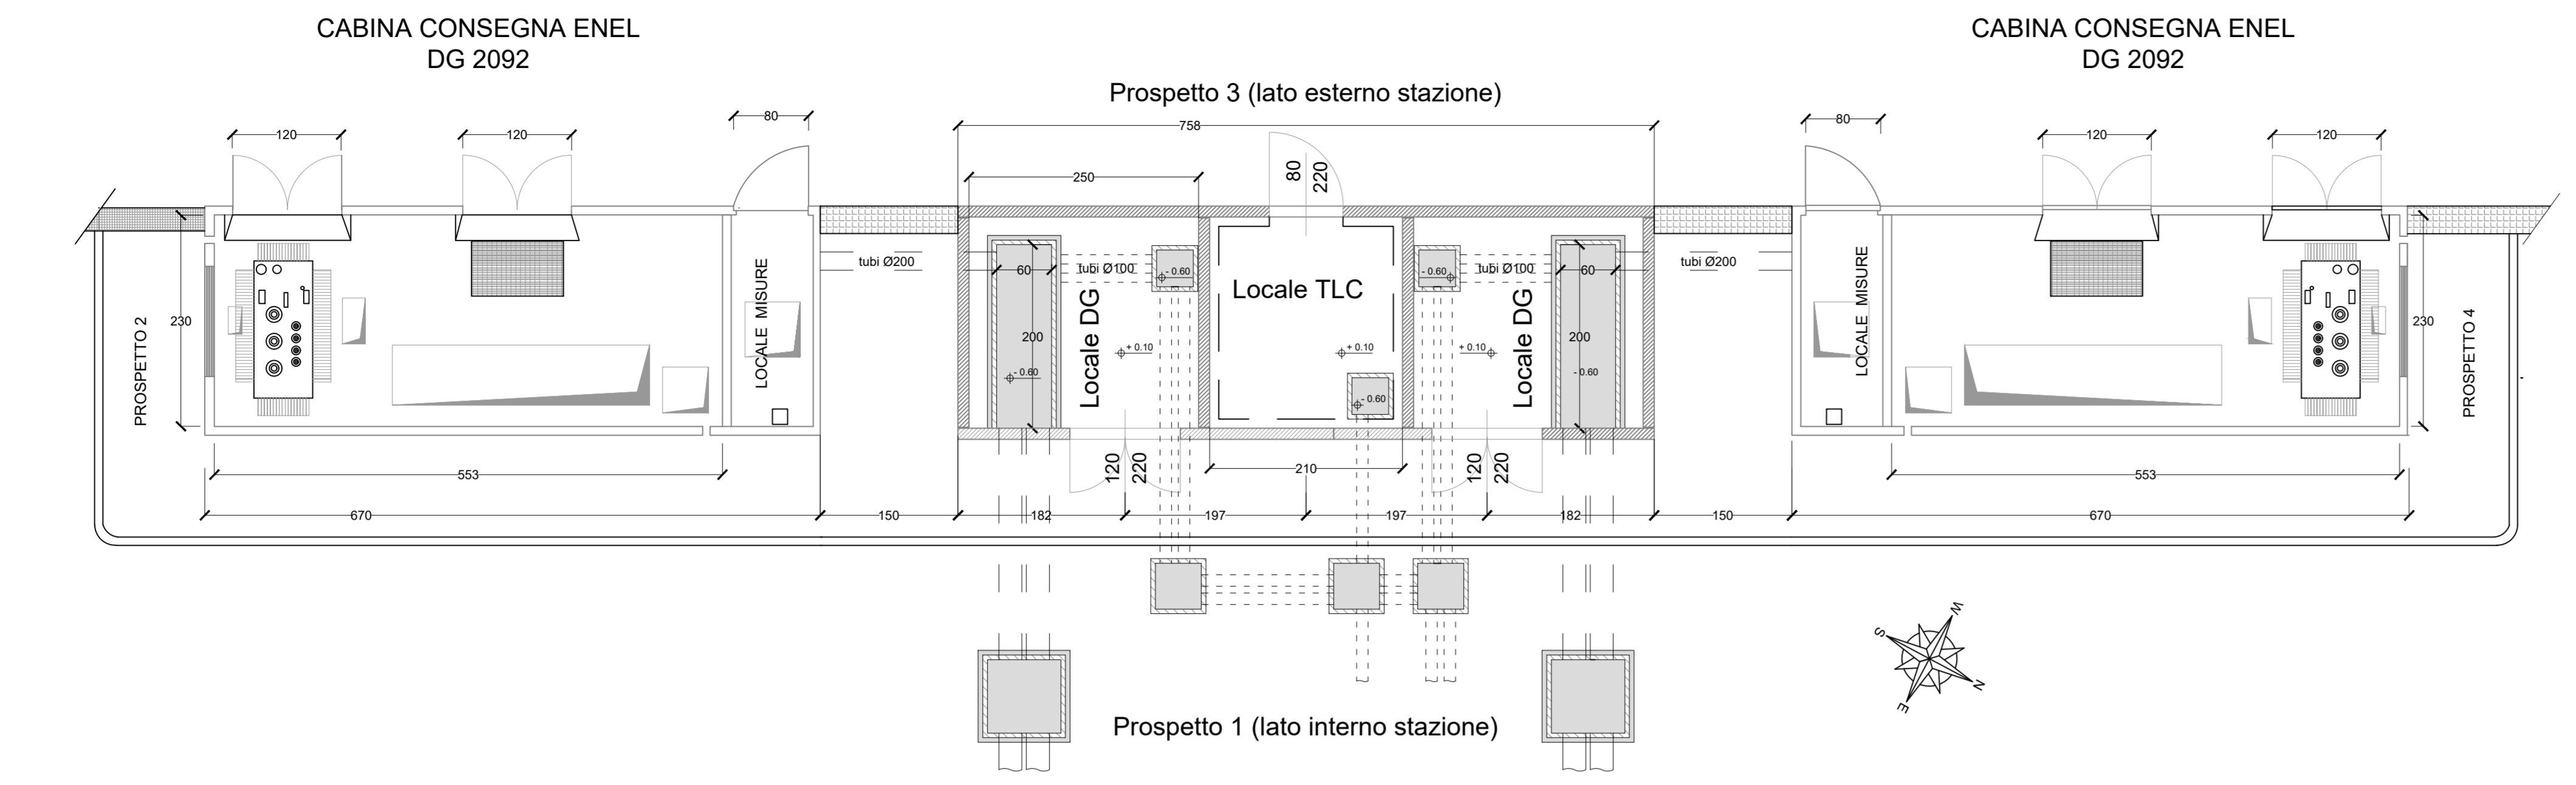 CABINA CONSEGNA ENEL
DG 2092
CABINA CONSEGNA ENEL
DG 2092
Prospetto 3 (lato esterno stazione)
80
80
758
120
120
120
120
80
220
250
tubi Ø200
60
tubi Ø100
- 0.60
Locale TLC
- 0.60
tubi Ø100
60
tubi Ø200
PROSPETTO 2
230
LOCALE MISURE
200
Locale DG
+ 0.10
+ 0.10
+ 0.10
Locale DG
200
LOCALE MISURE
230
PROSPETTO 4
- 0.60
- 0.60
- 0.60
553
120
220
210
120
220
553
670
150
182
197
197
182
150
670
W
S
N
E
Prospetto 1 (lato interno stazione)